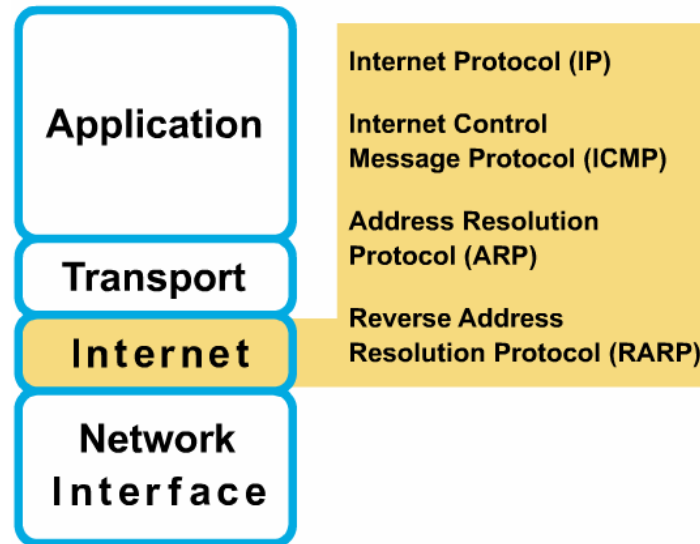 Application
Transport
Internet
Network
Interface
Internet Protocol (IP)
Internet Control
Message Protocol (ICMP)
Address Resolution
Protocol (ARP)
Reverse Address
Resolution Protocol (RARP)